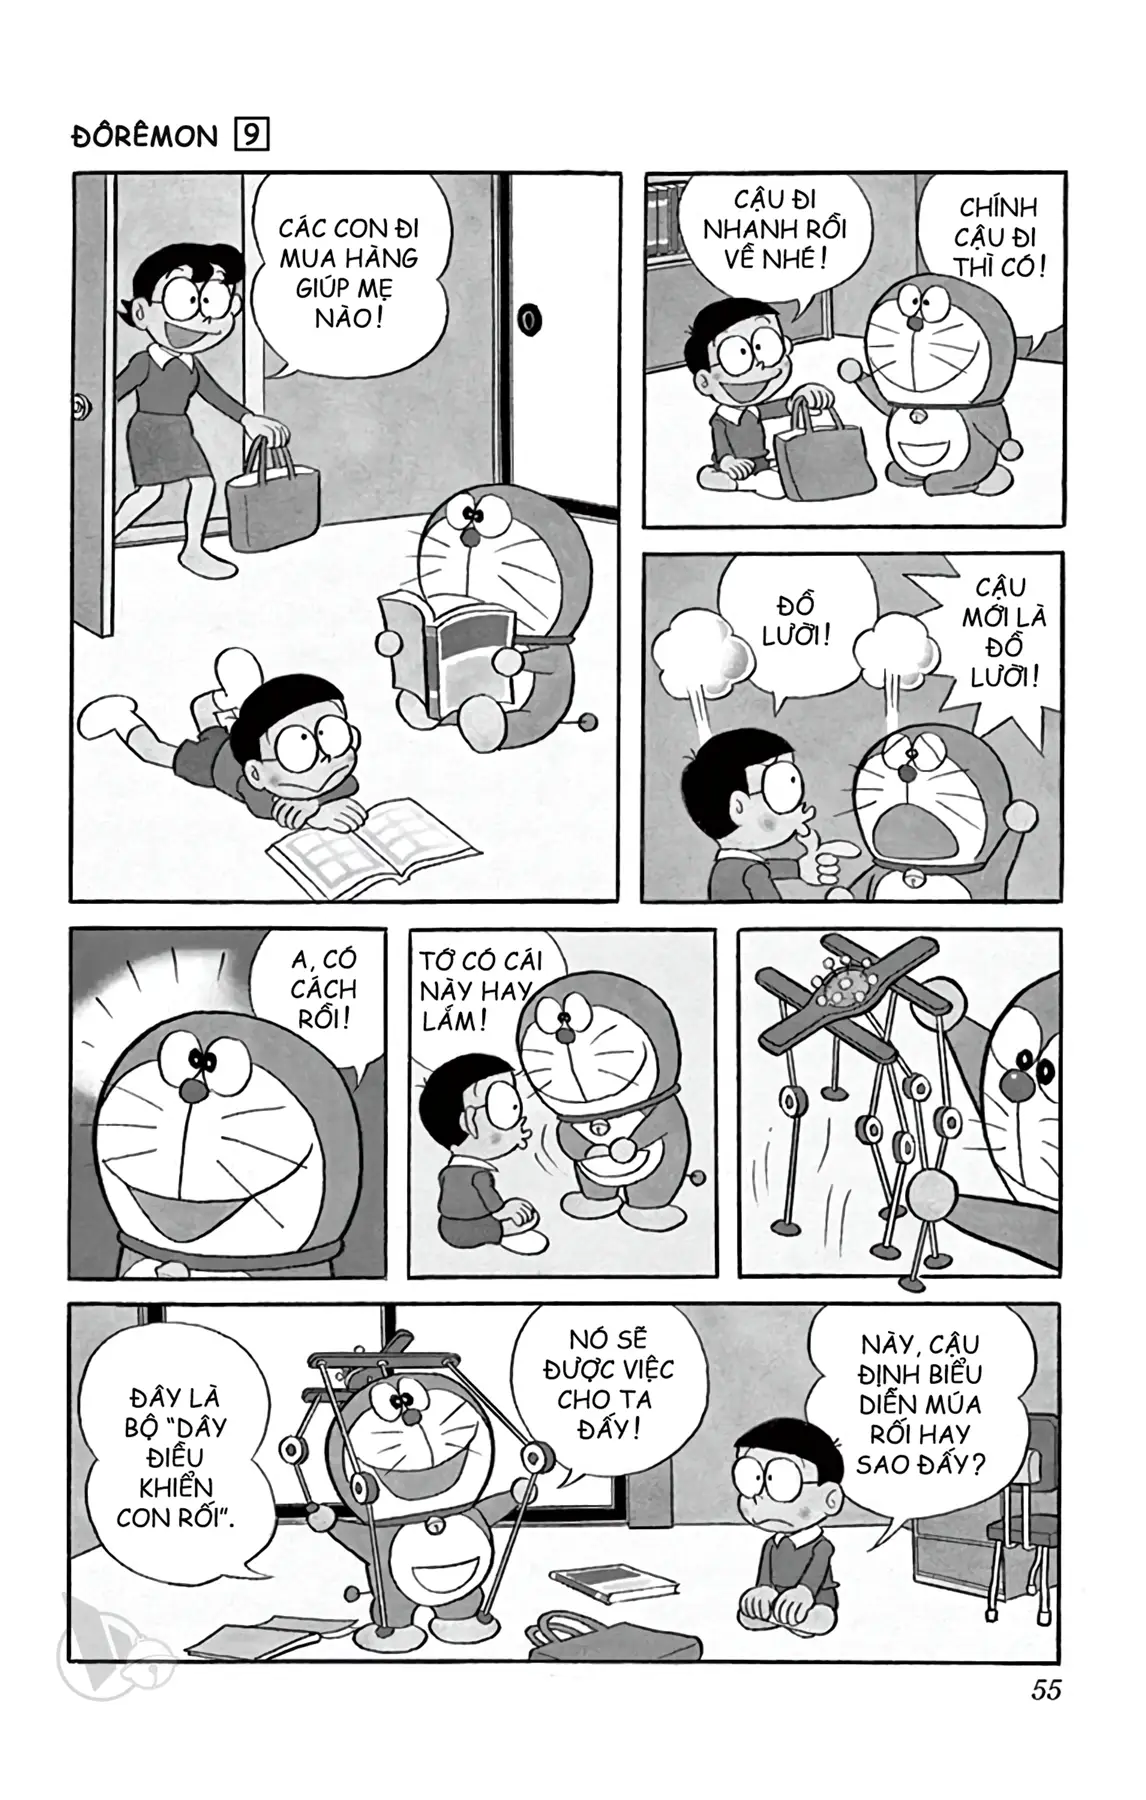 ĐÔRÊMON 9
CÁC CON ĐI
MUA HÀNG
GIÚP MẸ
NÀO!
CẬU ĐI
NHANH RỒI
VỀ NHÉ!
CHÍNH
CẬU ĐI
THÌ CÓ!
ĐỒ
LƯỜI!
CẬU
MỚI LÀ
ĐỒ
LƯỜI!
A, CÓ
CÁCH
RỒI!
TỚ CÓ CÁI
NÀY HAY
LẮM!
ĐÂY LÀ
BỘ "DÂY
ĐIỀU
KHIỂN
CON RỐI".
NÓ SẼ
ĐƯỢC VIỆC
CHO TA
ĐẤY!
NÀY, CẬU
ĐỊNH BIỂU
DIỄN MÚA
RỐI HAY
SAO ĐẤY?
55